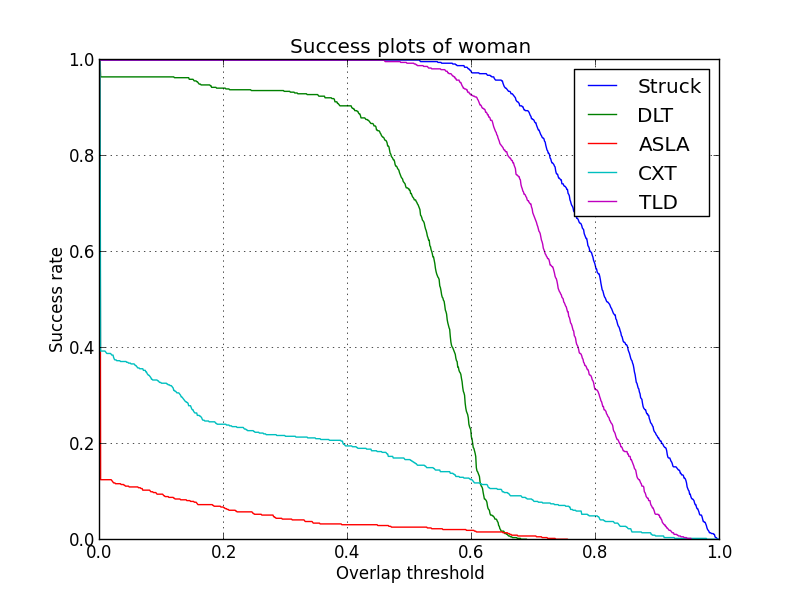 Success plots of woman
Success rate
1.0
0.8
0.6
0.4
0.2
0.0
0.0 0.2 0.4 0.6 0.8 1.0
Overlap threshold
Struck
DLT
ASLA
CXT
TLD